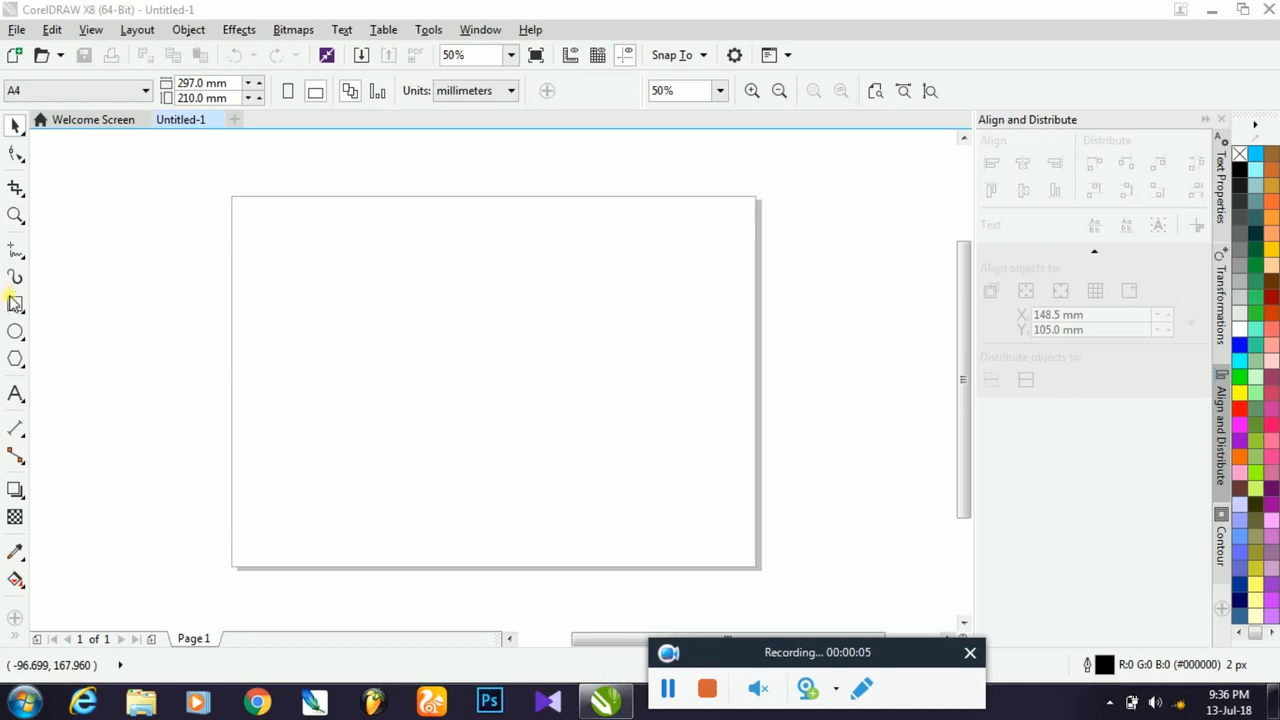 CorelDRAW X8 (64-Bit) - Untitled-1
File Edit View Layout Object Effects Bitmaps Text Table Tools Window Help
PDF 50% Snap To
A4 297.0 mm 210.0 mm Units: millimeters 50%
Welcome Screen Untitled-1
Align and Distribute
Align Distribute
Text
Align objects to:
X: 148.5 mm
Y: 105.0 mm
Distribute objects to:
Text Properties
Transformations
Align and Distribute
Contour
1 of 1 Page 1
( -96.699, 167.960 )
R:0 G:0 B:0 (#000000) 2 px
Recording... 00:00:05
Ps
9:36 PM
13-Jul-18